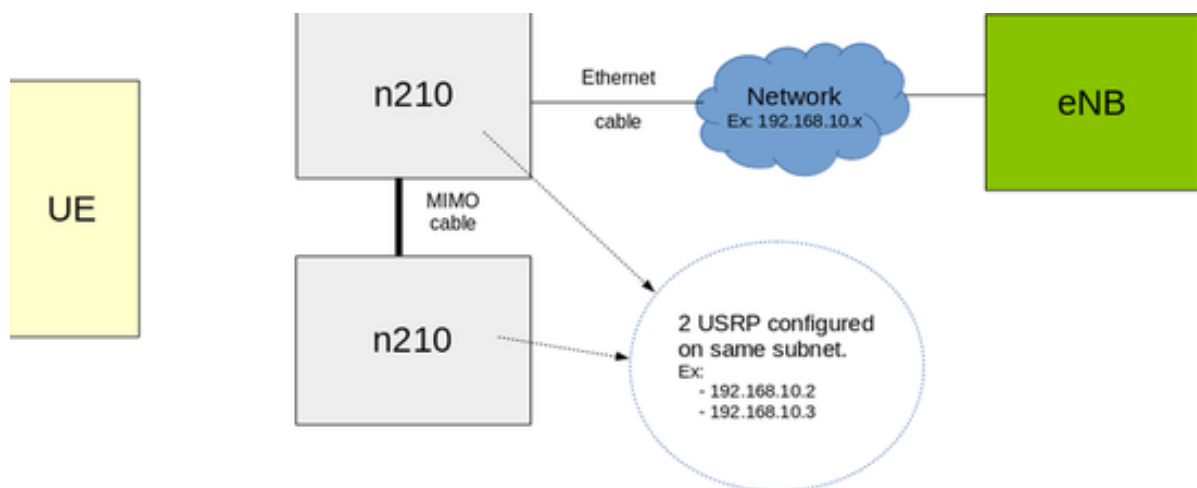 UE
n210
Ethernet
cable
Network
Ex: 192.168.10.x
eNB
MIMO
cable
n210
2 USRP configured
on same subnet.
Ex:
- 192.168.10.2
- 192.168.10.3